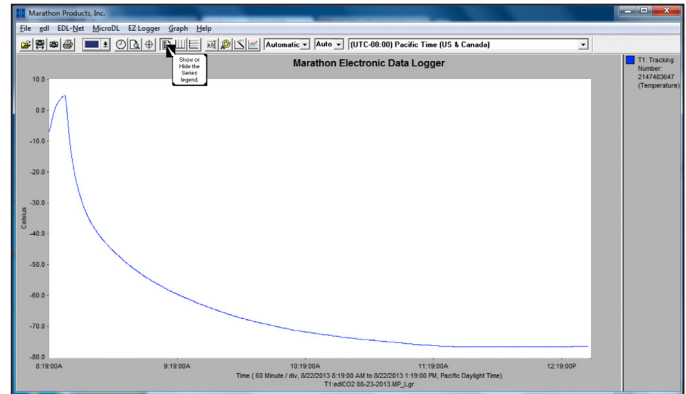 Marathon Products, Inc.
File edl EDL-Net MicroDL EZ Logger Graph Help
Automatic Auto (UTC-08:00) Pacific Time (US & Canada)
Show or
Hide the
Series
legend.
Marathon Electronic Data Logger
T1: Tracking
Number:
2147483647
(Temperature)
10.0
0.0
-10.0
-20.0
-30.0
-40.0
-50.0
-60.0
-70.0
-80.0
Celsius
8:19:00A 9:19:00A 10:19:00A 11:19:00A 12:19:00P
Time ( 60 Minute / div, 8/22/2013 8:19:00 AM to 8/22/2013 1:19:00 PM, Pacific Daylight Time)
T1:edlCO2 08-23-2013.MP_Lgr